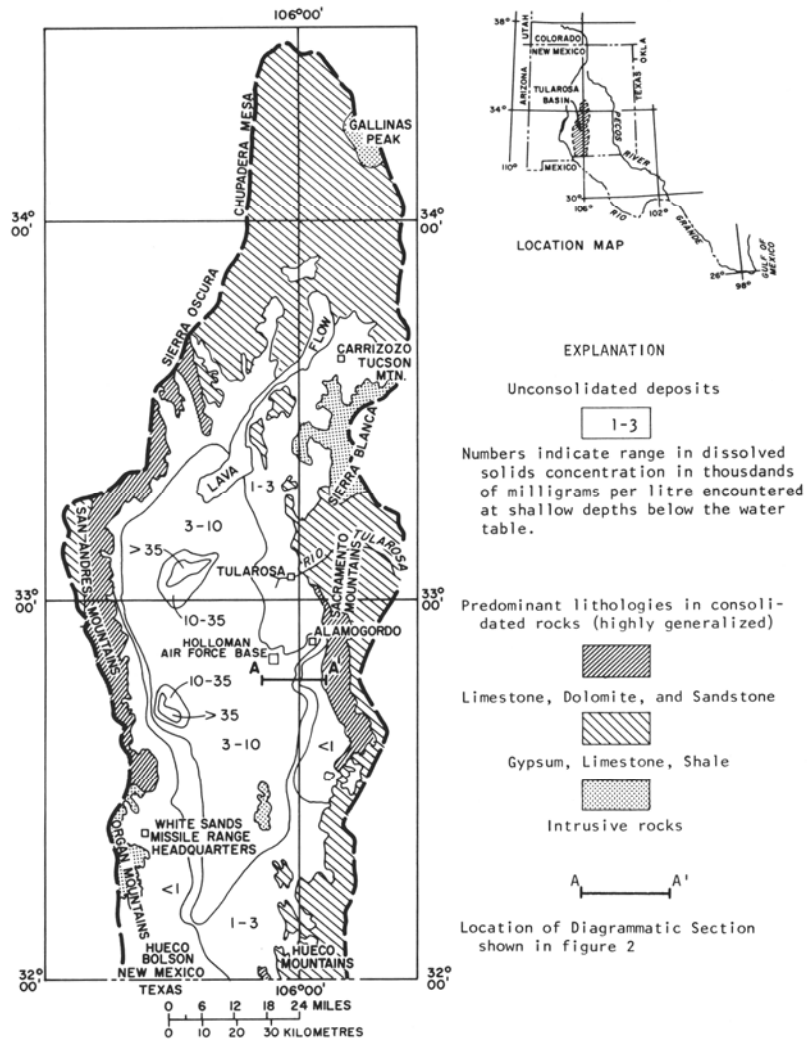 106°00'
CHUPADERA MESA
GALLINAS
PEAK
34°
00'
34°
00'
SIERRA OSCURA
FLOW
CARRIZOZO
TUCSON
MTN.
LAVA
1-3
SIERRA BLANCA
3-10
>35
TULAROSA
RIO TULAROSA
SAN ANDRES MOUNTAINS
SACRAMENTO
MOUNTAINS
33°
00'
33°
00'
10-35
ALAMOGORDO
HOLLOMAN
AIR FORCE BASE
A
A'
10-35
>35
3-10
<1
WHITE SANDS
MISSILE RANGE
HEADQUARTERS
ORGAN MOUNTAINS
<1
1-3
HUECO
BOLSON
NEW MEXICO
TEXAS
HUECO
MOUNTAINS
32°
00'
32°
00'
106°00'
0 6 12 18 24 MILES
0 10 20 30 KILOMETRES
38°
UTAH
COLORADO
NEW MEXICO
OKLA
ARIZONA
TEXAS
TULAROSA
BASIN
34°
PECOS
RIVER
110°
MEXICO
30°
106°
102°
RIO
GRANDE
26°
98°
GULF OF
MEXICO
LOCATION MAP
EXPLANATION
Unconsolidated deposits
1-3
Numbers indicate range in dissolved
solids concentration in thousdands
of milligrams per litre encountered
at shallow depths below the water
table.
Predominant lithologies in consoli-
dated rocks (highly generalized)
Limestone, Dolomite, and Sandstone
Gypsum, Limestone, Shale
Intrusive rocks
A A'
Location of Diagrammatic Section
shown in figure 2